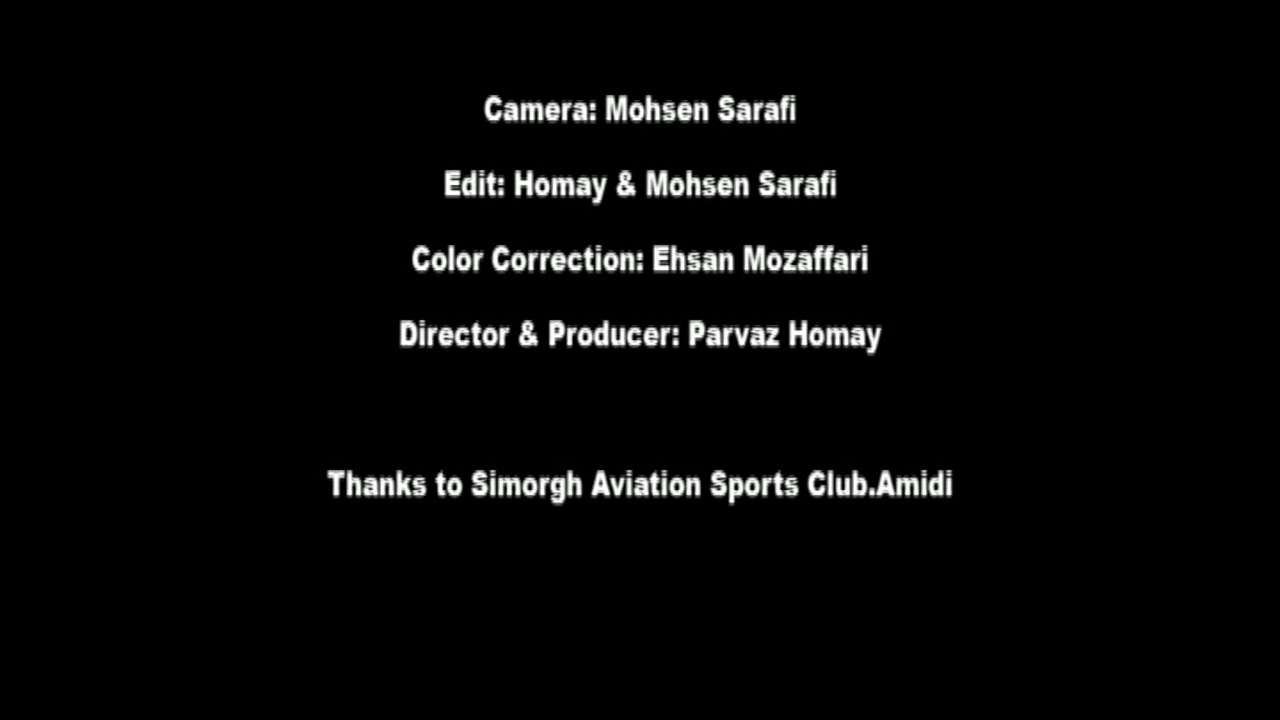 Camera: Mohsen Sarafi
Edit: Homay & Mohsen Sarafi
Color Correction: Ehsan Mozaffari
Director & Producer: Parvaz Homay
Thanks to Simorgh Aviation Sports Club.Amidi